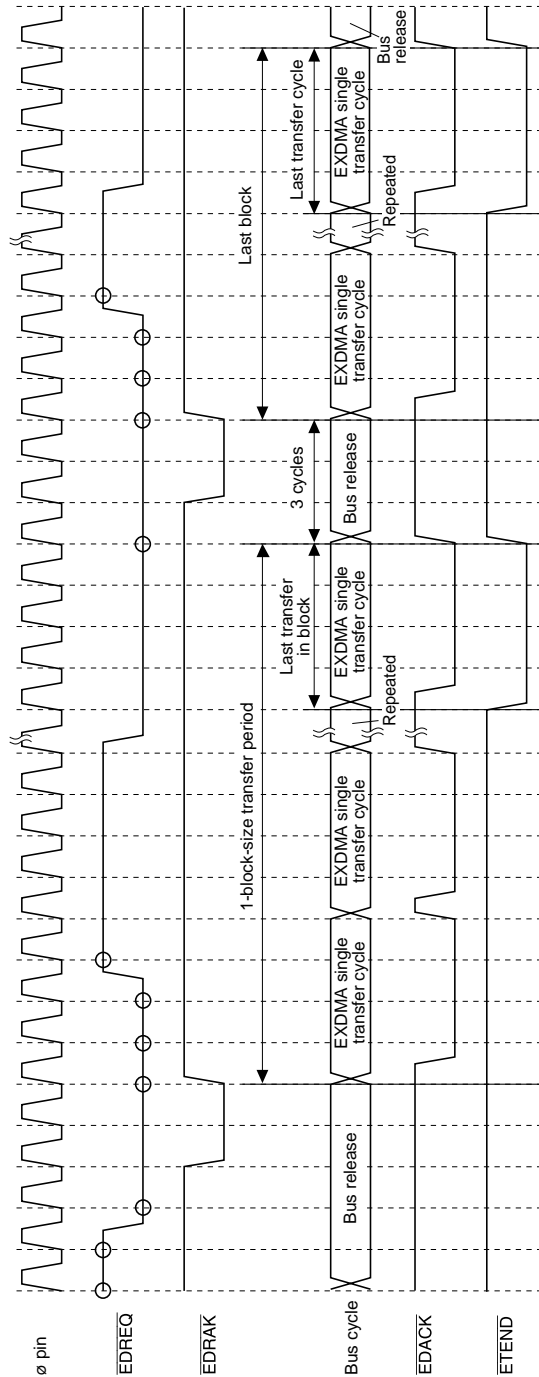 ø pin
EDREQ
EDRAK
1-block-size transfer period
Last block
Last transfer
in block
3 cycles
Last transfer cycle
Bus cycle
Bus release
EXDMA single
transfer cycle
EXDMA single
transfer cycle
Repeated
EXDMA single
transfer cycle
Bus release
EXDMA single
transfer cycle
Repeated
EXDMA single
transfer cycle
Bus
release
EDACK
ETEND